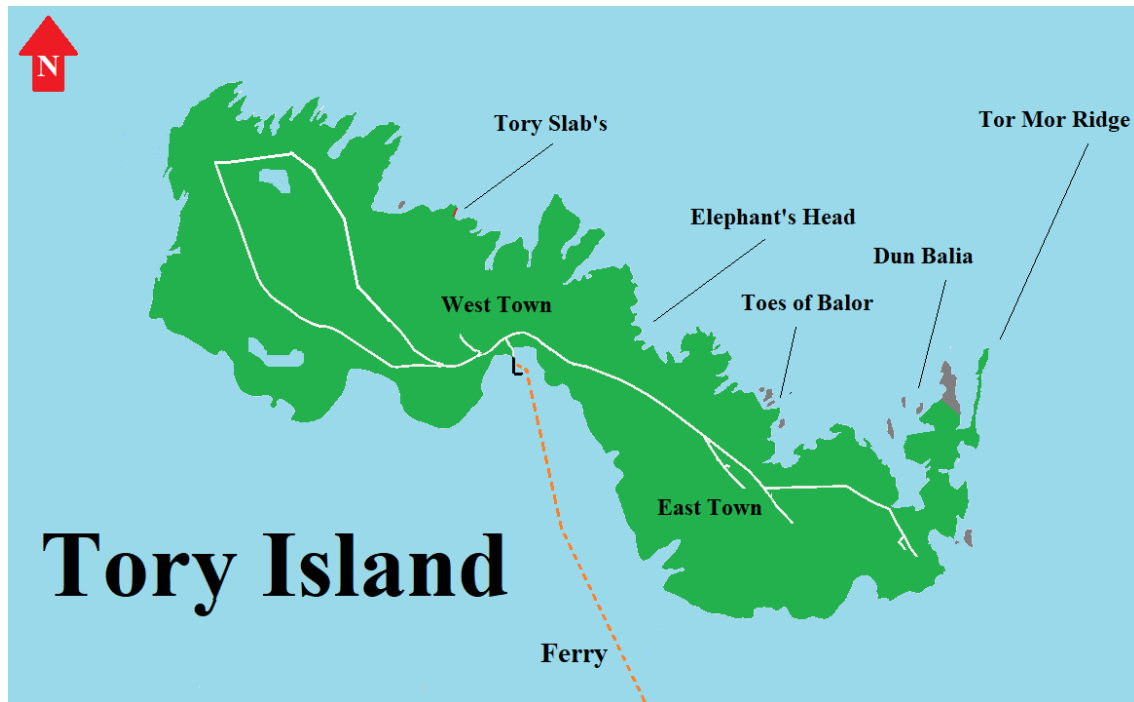 N
Tory Slab's
Tor Mor Ridge
Elephant's Head
Dun Balia
Toes of Balor
West Town
East Town
Tory Island
Ferry